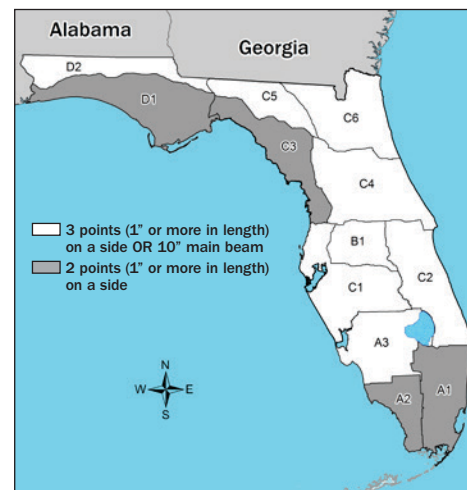 Alabama
Georgia
D2
D1
C5
C6
C3
C4
3 points (1” or more in length)
on a side OR 10” main beam
2 points (1” or more in length)
on a side
B1
C2
C1
A3
A2
A1
N
W E
S